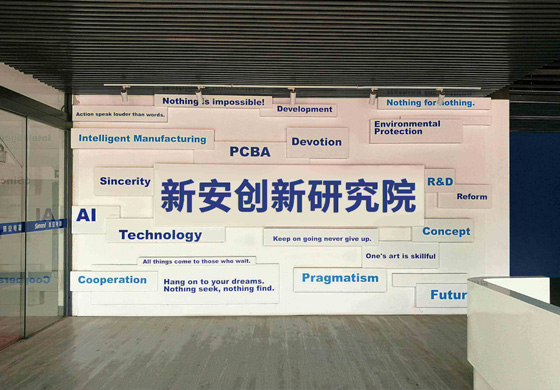 Nothing is impossible!
Development
Nothing for nothing.
Action speak louder than words.
Environmental
Protection
Intelligent Manufacturing
Devotion
PCBA
Sincerity
新安创新研究院
R&D
Reform
AI
Technology
Keep on going never give up.
Concept
One's art is skillful
All things come to those who wait.
Cooperation
Hang on to your dreams.
Nothing seek, nothing find.
Pragmatism
Futur